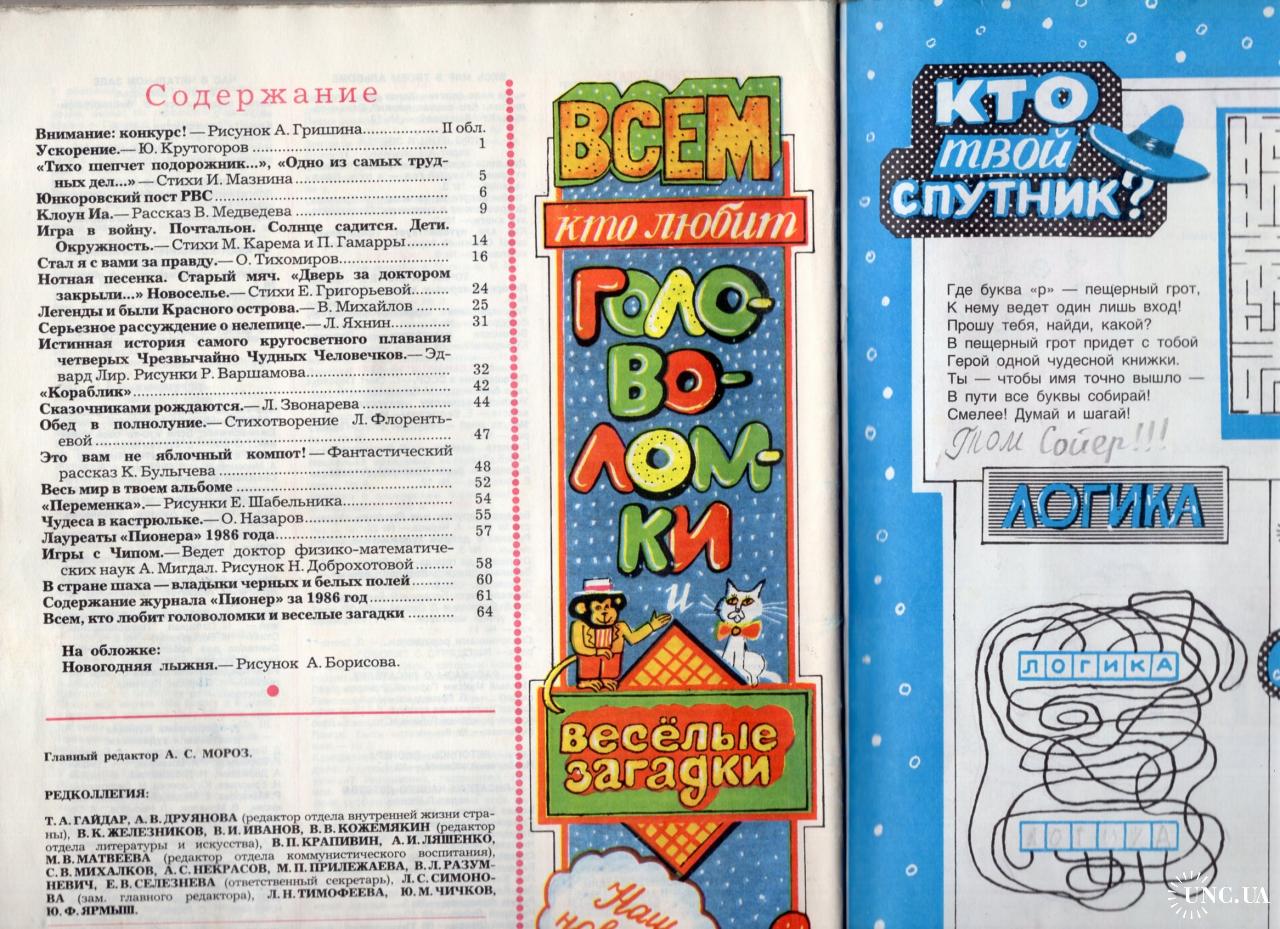 Содержание
Внимание: конкурс! — Рисунок А. Гришина.................. II обл.
Ускорение.— Ю. Крутогоров ........................................ 1
«Тихо шепчет подорожник...», «Одно из самых труд-
ных дел...» — Стихи И. Мазнина .............................. 5
Юнкоровский пост РВС ............................................ 6
Клоун Иа.— Рассказ В. Медведева ................................ 9
Игра в войну. Почтальон. Солнце садится. Дети.
Окружность.— Стихи М. Карема и П. Гамарры.......... 14
Стал я с вами за правду.— О. Тихомиров...................... 16
Нотная песенка. Старый мяч. «Дверь за доктором
закрыли...» Новоселье.— Стихи Е. Григорьевой......... 24
Легенды и были Красного острова.— В. Михайлов ....... 25
Серьезное рассуждение о нелепице.— Л. Яхнин............. 31
Истинная история самого кругосветного плавания
четверых Чрезвычайно Чудных Человечков.— Эд-
вард Лир. Рисунки Р. Варшамова............................ 32
«Кораблик»............................................................ 42
Сказочниками рождаются.— Л. Звонарева .................. 44
Обед в полнолуние.— Стихотворение Л. Флоренть-
евой ........................................................ 47
Это вам не яблочный компот! — Фантастический
рассказ К. Булычева ........................................ 48
Весь мир в твоем альбоме ........................................ 52
«Переменка».— Рисунки Е. Шабельника..................... 54
Чудеса в кастрюльке.— О. Назаров............................ 55
Лауреаты «Пионера» 1986 года.................................. 57
Игры с Чипом.— Ведет доктор физико-математиче-
ских наук А. Мигдал. Рисунок Н. Доброхотовой ........ 58
В стране шаха — владыки черных и белых полей ......... 60
Содержание журнала «Пионер» за 1986 год ................. 61
Всем, кто любит головоломки и веселые загадки .......... 64
На обложке:
Новогодняя лыжня.— Рисунок А. Борисова.
Главный редактор А. С. МОРОЗ.
РЕДКОЛЛЕГИЯ:
Т. А. ГАЙДАР, А. В. ДРУЯНОВА (редактор отдела внутренней жизни стра-
ны), В. К. ЖЕЛЕЗНИКОВ, В. И. ИВАНОВ, В. В. КОЖЕМЯКИН (редактор
отдела литературы и искусства), В. П. КРАПИВИН, А. И. ЛЯШЕНКО,
М. В. МАТВЕЕВА (редактор отдела коммунистического воспитания),
С. В. МИХАЛКОВ, А. С. НЕКРАСОВ, М. П. ПРИЛЕЖАЕВА, В. Л. РАЗУМ-
НЕВИЧ, Е. В. СЕЛЕЗНЕВА (ответственный секретарь), Л. С. СИМОНО-
ВА (зам. главного редактора), Л. Н. ТИМОФЕЕВА, Ю. М. ЧИЧКОВ,
Ю. Ф. ЯРМЫШ.
ВСЕМ
кто любит
ГОЛО-
ВО-
ЛОМ-
КИ
и
ВЕСЁЛЫЕ
ЗАГАДКИ
Наш
КТО
ТВОЙ
СПУТНИК?
Где буква «р» — пещерный грот,
К нему ведет один лишь вход!
Прошу тебя, найди, какой?
В пещерный грот придет с тобой
Герой одной чудесной книжки.
Ты — чтобы имя точно вышло —
В пути все буквы собирай!
Смелее! Думай и шагай!
Том Сойер!!!
ЛОГИКА
ЛОГИКА
ЛОГИКА
UNC.UA